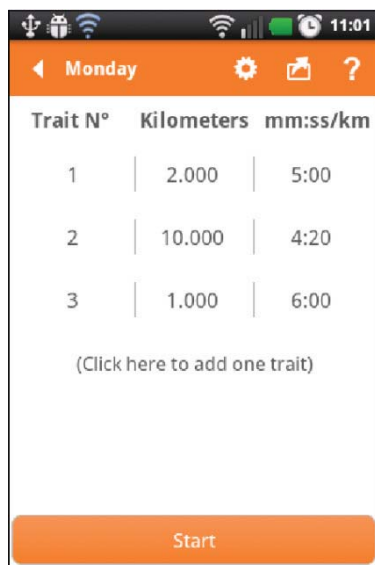 11:01
Monday ?
Trait N° Kilometers mm:ss/km
1 2.000 5:00
2 10.000 4:20
3 1.000 6:00
(Click here to add one trait)
Start